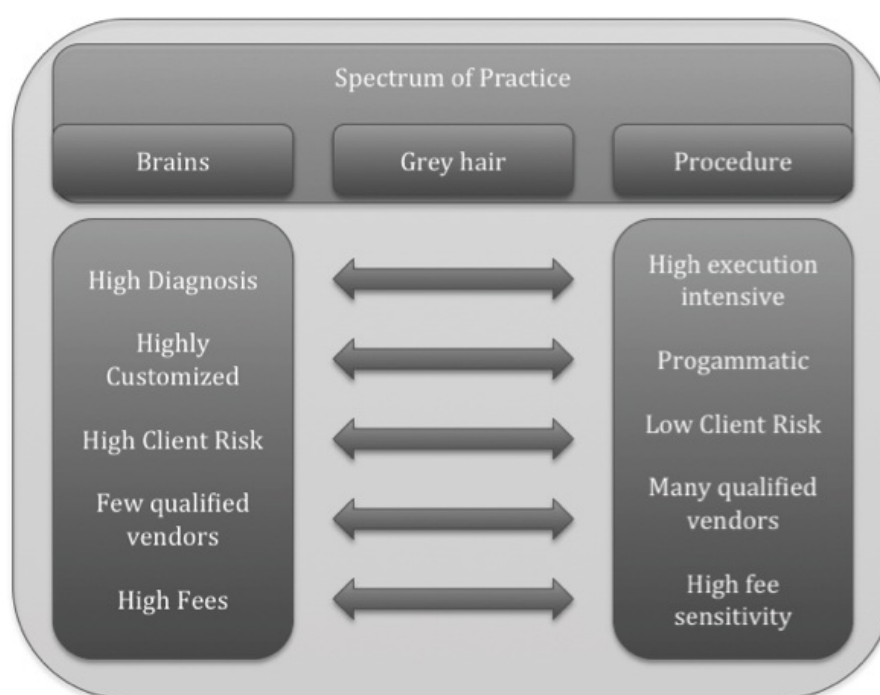 Spectrum of Practice
Brains
Grey hair
Procedure
High Diagnosis
Highly
Customized
High Client Risk
Few qualified
vendors
High Fees
High execution
intensive
Progammatic
Low Client Risk
Many qualified
vendors
High fee
sensitivity